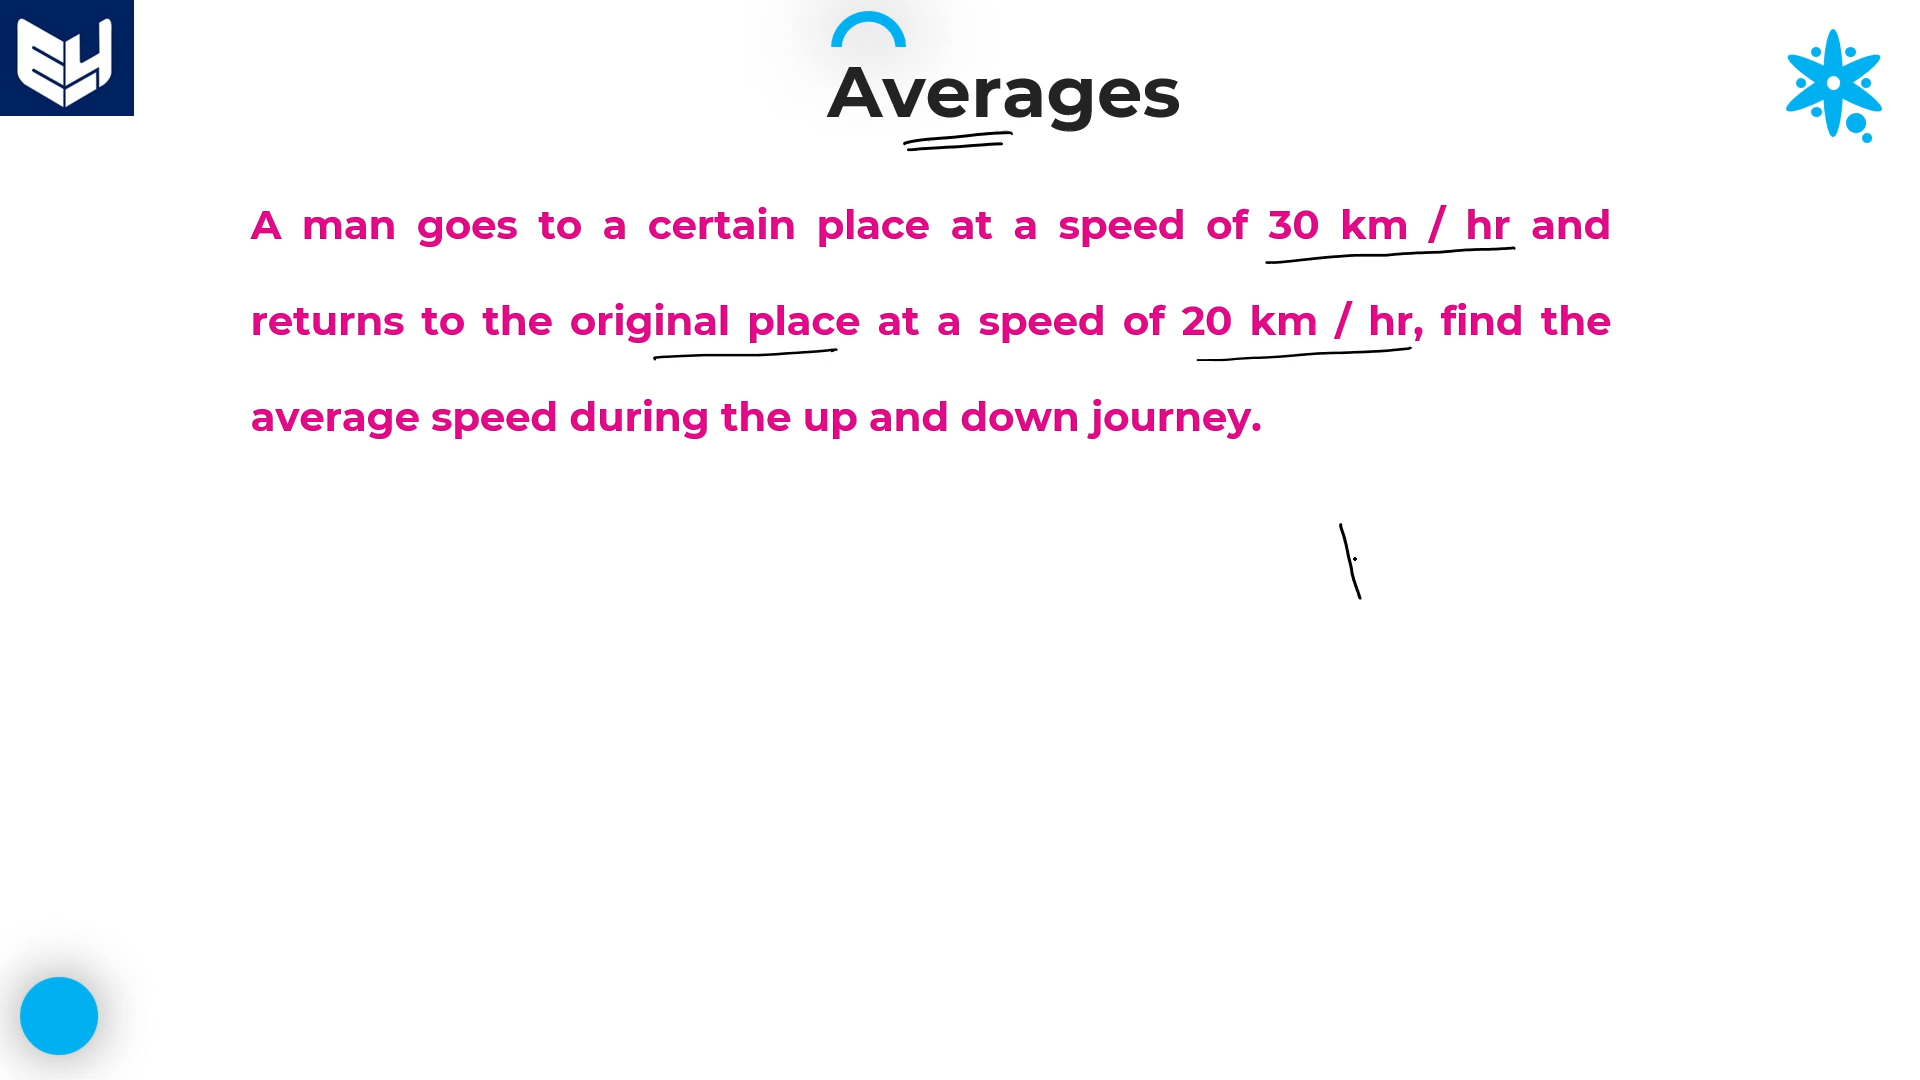 Averages
A man goes to a certain place at a speed of 30 km / hr and
returns to the original place at a speed of 20 km / hr, find the
average speed during the up and down journey.